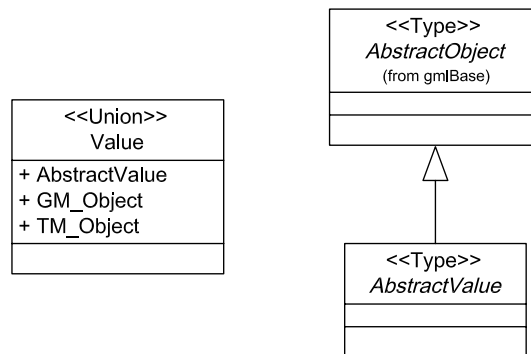 <<Union>>
Value
+ AbstractValue
+ GM_Object
+ TM_Object
<<Type>>
AbstractObject
(from gmlBase)
<<Type>>
AbstractValue